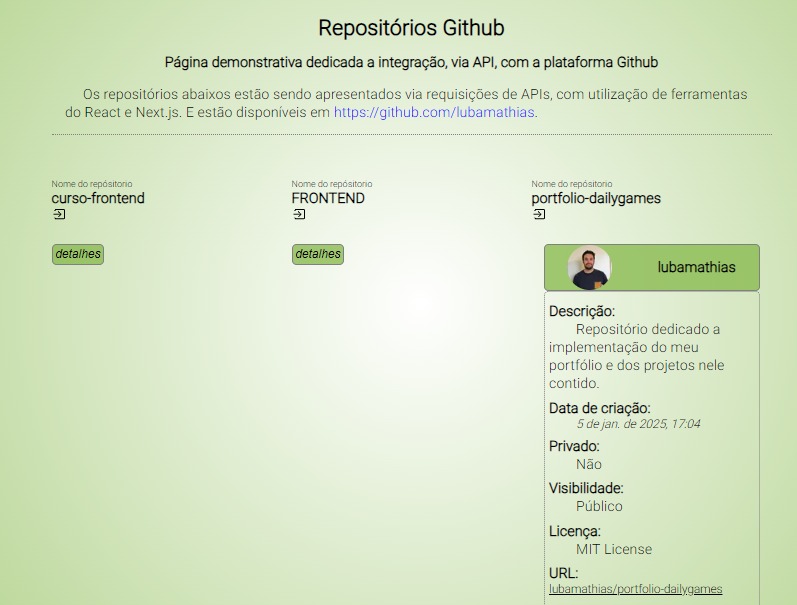 Repositórios Github
Página demonstrativa dedicada a integração, via API, com a plataforma Github
Os repositórios abaixos estão sendo apresentados via requisições de APIs, com utilização de ferramentas
do React e Next.js. E estão disponíveis em https://github.com/lubamathias.
Nome do repósitorio
curso-frontend
detalhes
Nome do repósitorio
FRONTEND
detalhes
Nome do repósitorio
portfolio-dailygames
lubamathias
Descrição:
Repositório dedicado a
implementação do meu
portfólio e dos projetos nele
contido.
Data de criação:
5 de jan. de 2025, 17:04
Privado:
Não
Visibilidade:
Público
Licença:
MIT License
URL:
lubamathias/portfolio-dailygames